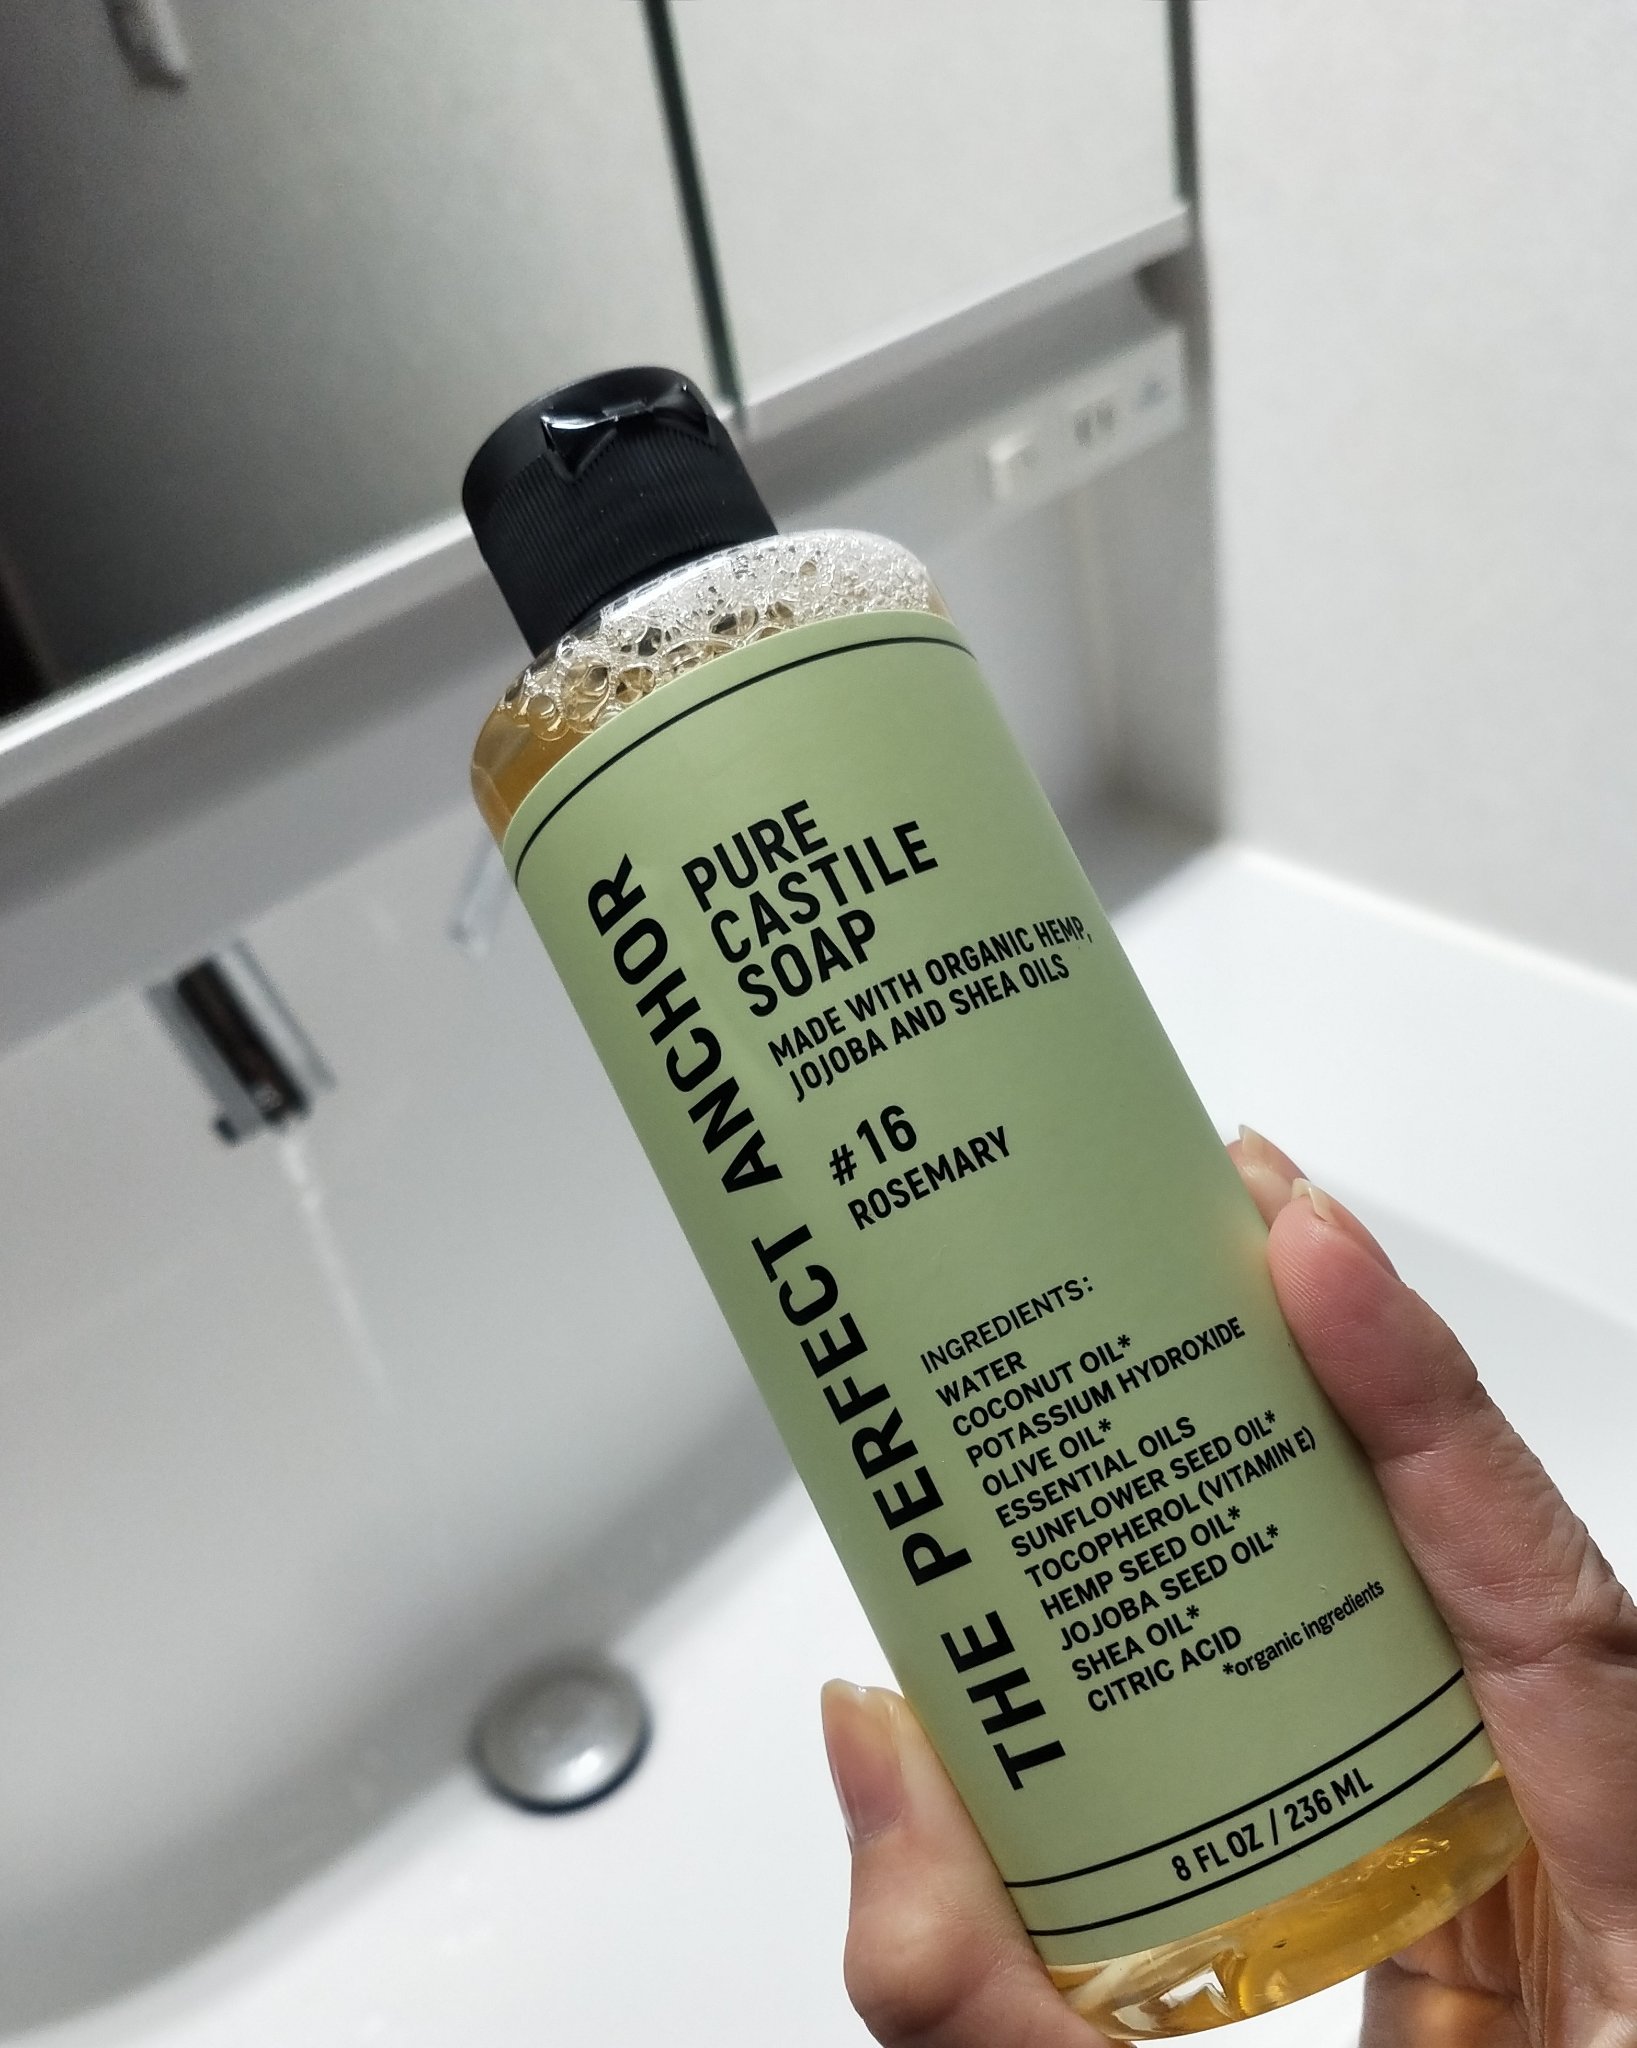 THE PERFECT ANCHOR
PURE
CASTILE
SOAP
MADE WITH ORGANIC HEMP,
JOJOBA AND SHEA OILS
#16
ROSEMARY
INGREDIENTS:
WATER
COCONUT OIL*
POTASSIUM HYDROXIDE
OLIVE OIL*
ESSENTIAL OILS
SUNFLOWER SEED OIL*
TOCOPHEROL (VITAMIN E)
HEMP SEED OIL*
JOJOBA SEED OIL*
SHEA OIL*
CITRIC ACID
*organic ingredients
8 FL OZ / 236 ML